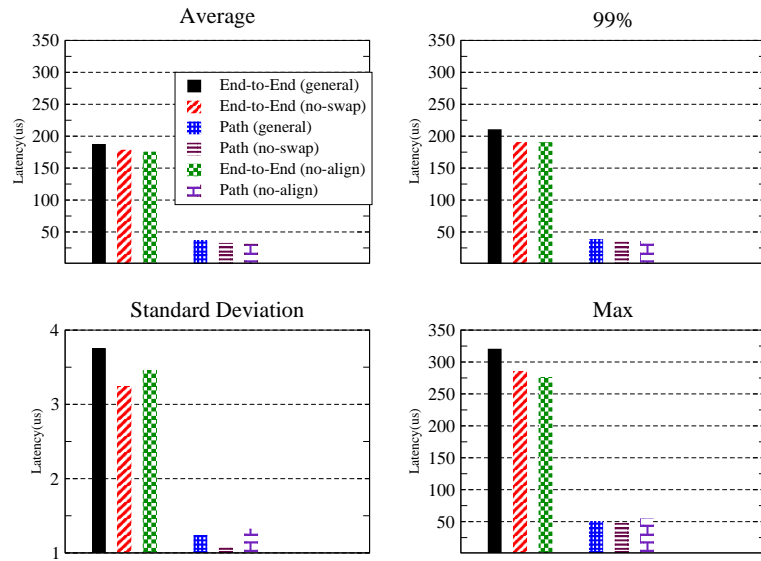 Average
350
300
250
200
150
100
50
Latency(us)
End-to-End (general)
End-to-End (no-swap)
Path (general)
Path (no-swap)
End-to-End (no-align)
Path (no-align)
99%
350
300
250
200
150
100
50
Latency(us)
Standard Deviation
4
3
2
1
Latency(us)
Max
350
300
250
200
150
100
50
Latency(us)